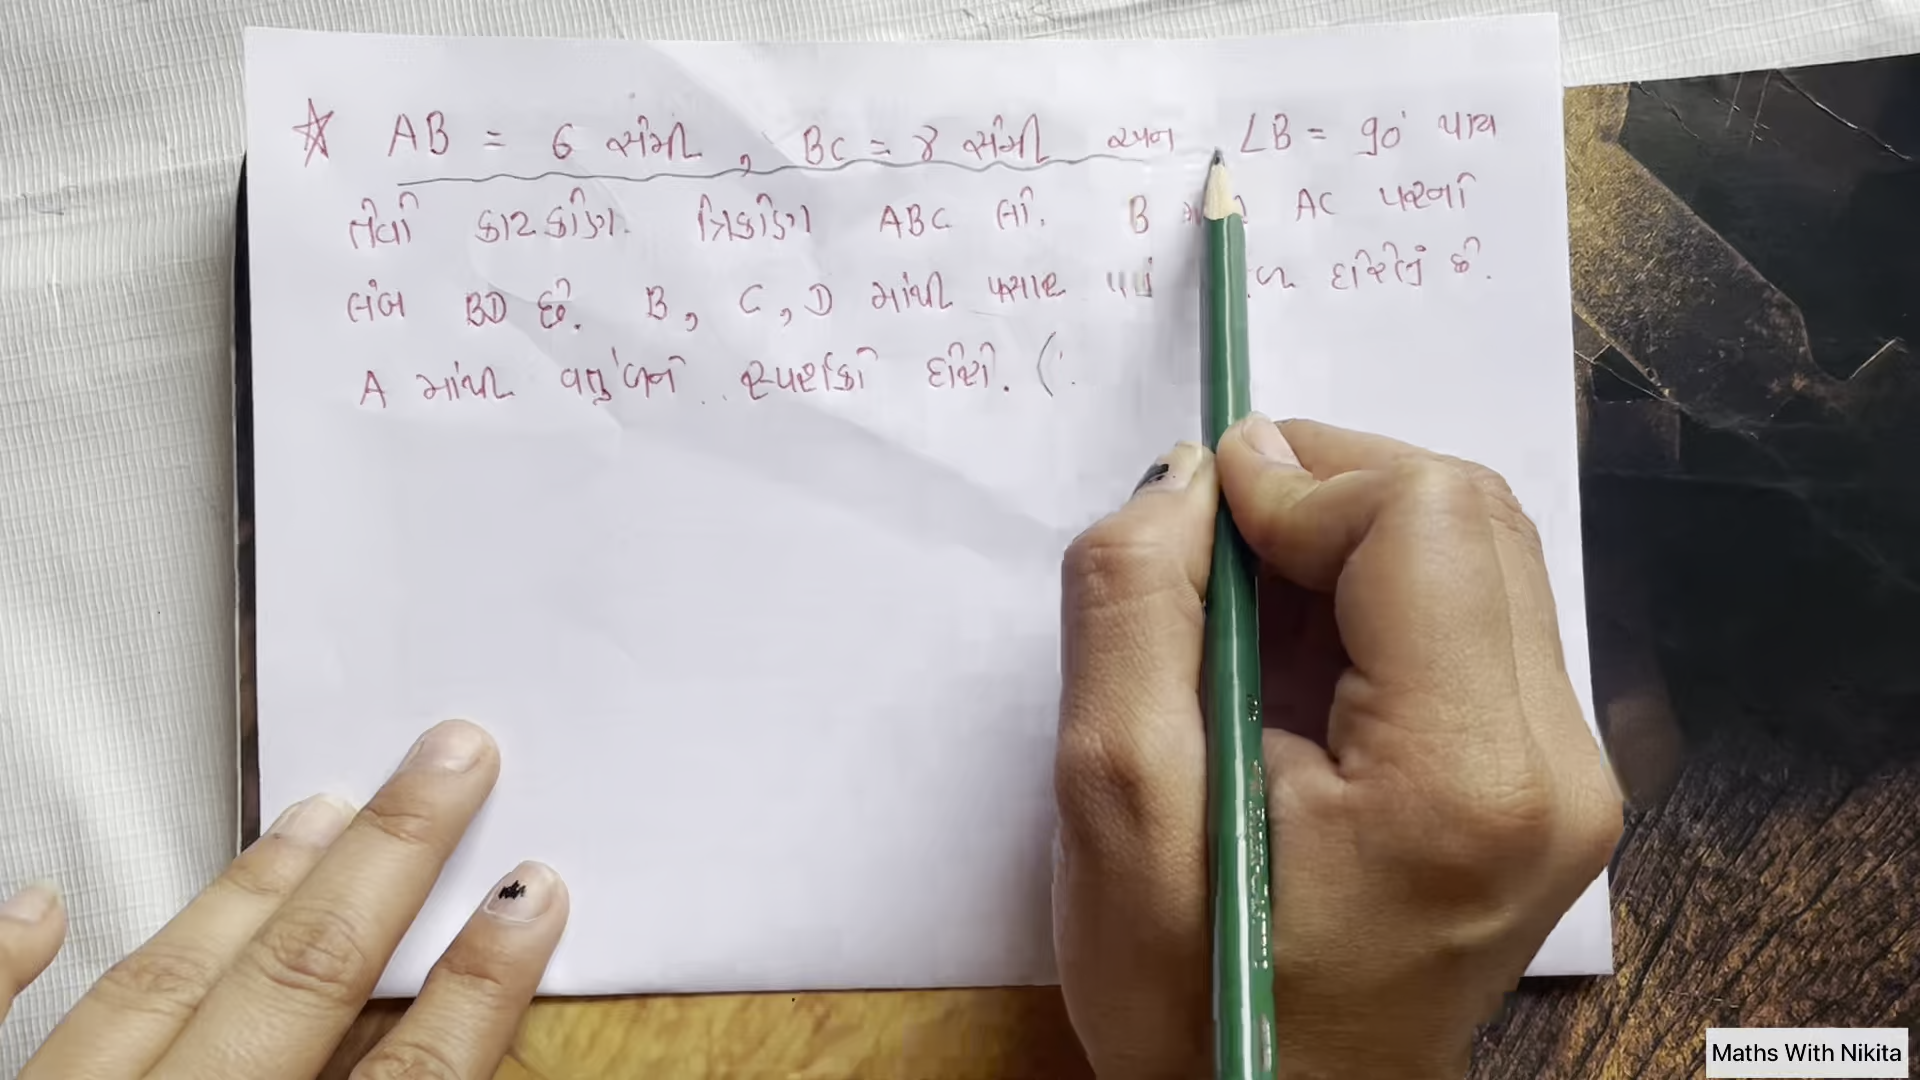 ☆ AB = 6 સેમી , BC = 8 સેમી અને ∠B = 90° થાય
તેવો કાટકોણ ત્રિકોણ ABC લો. B AC પરનો
લંબ BD છે. B, C, D માંથી પસાર થતું દોરેલું છે.
A માંથી વર્તુળના સ્પર્શકો દોરો. (
Maths With Nikita